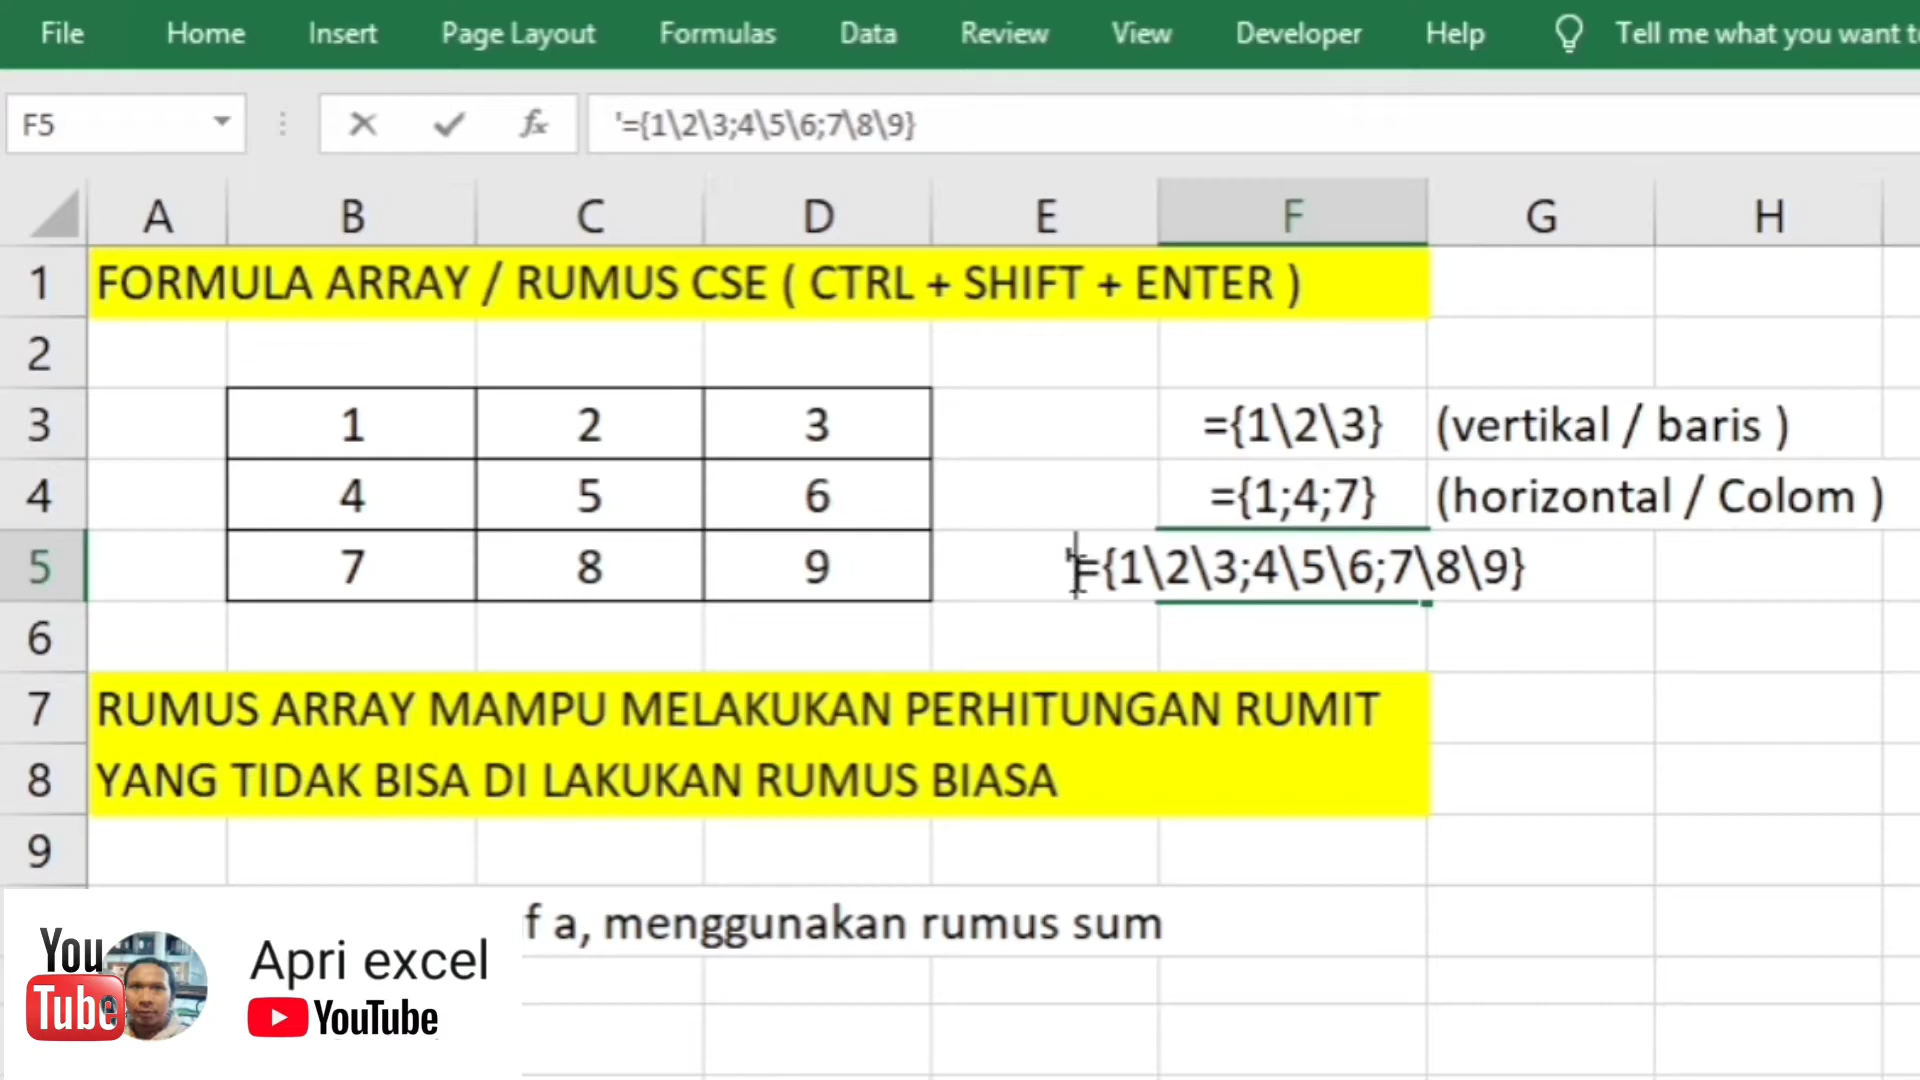 File Home Insert Page Layout Formulas Data Review View Developer Help Tell me what you want
F5 fx '={1\2\3;4\5\6;7\8\9}
A B C D E F G H
1 FORMULA ARRAY / RUMUS CSE ( CTRL + SHIFT + ENTER )
2
3 1 2 3 ={1\2\3} (vertikal / baris )
4 4 5 6 ={1;4;7} (horizontal / Colom )
5 7 8 9 '={1\2\3;4\5\6;7\8\9}
6
7 RUMUS ARRAY MAMPU MELAKUKAN PERHITUNGAN RUMIT
8 YANG TIDAK BISA DI LAKUKAN RUMUS BIASA
9
f a, menggunakan rumus sum
You Tube Apri excel
YouTube